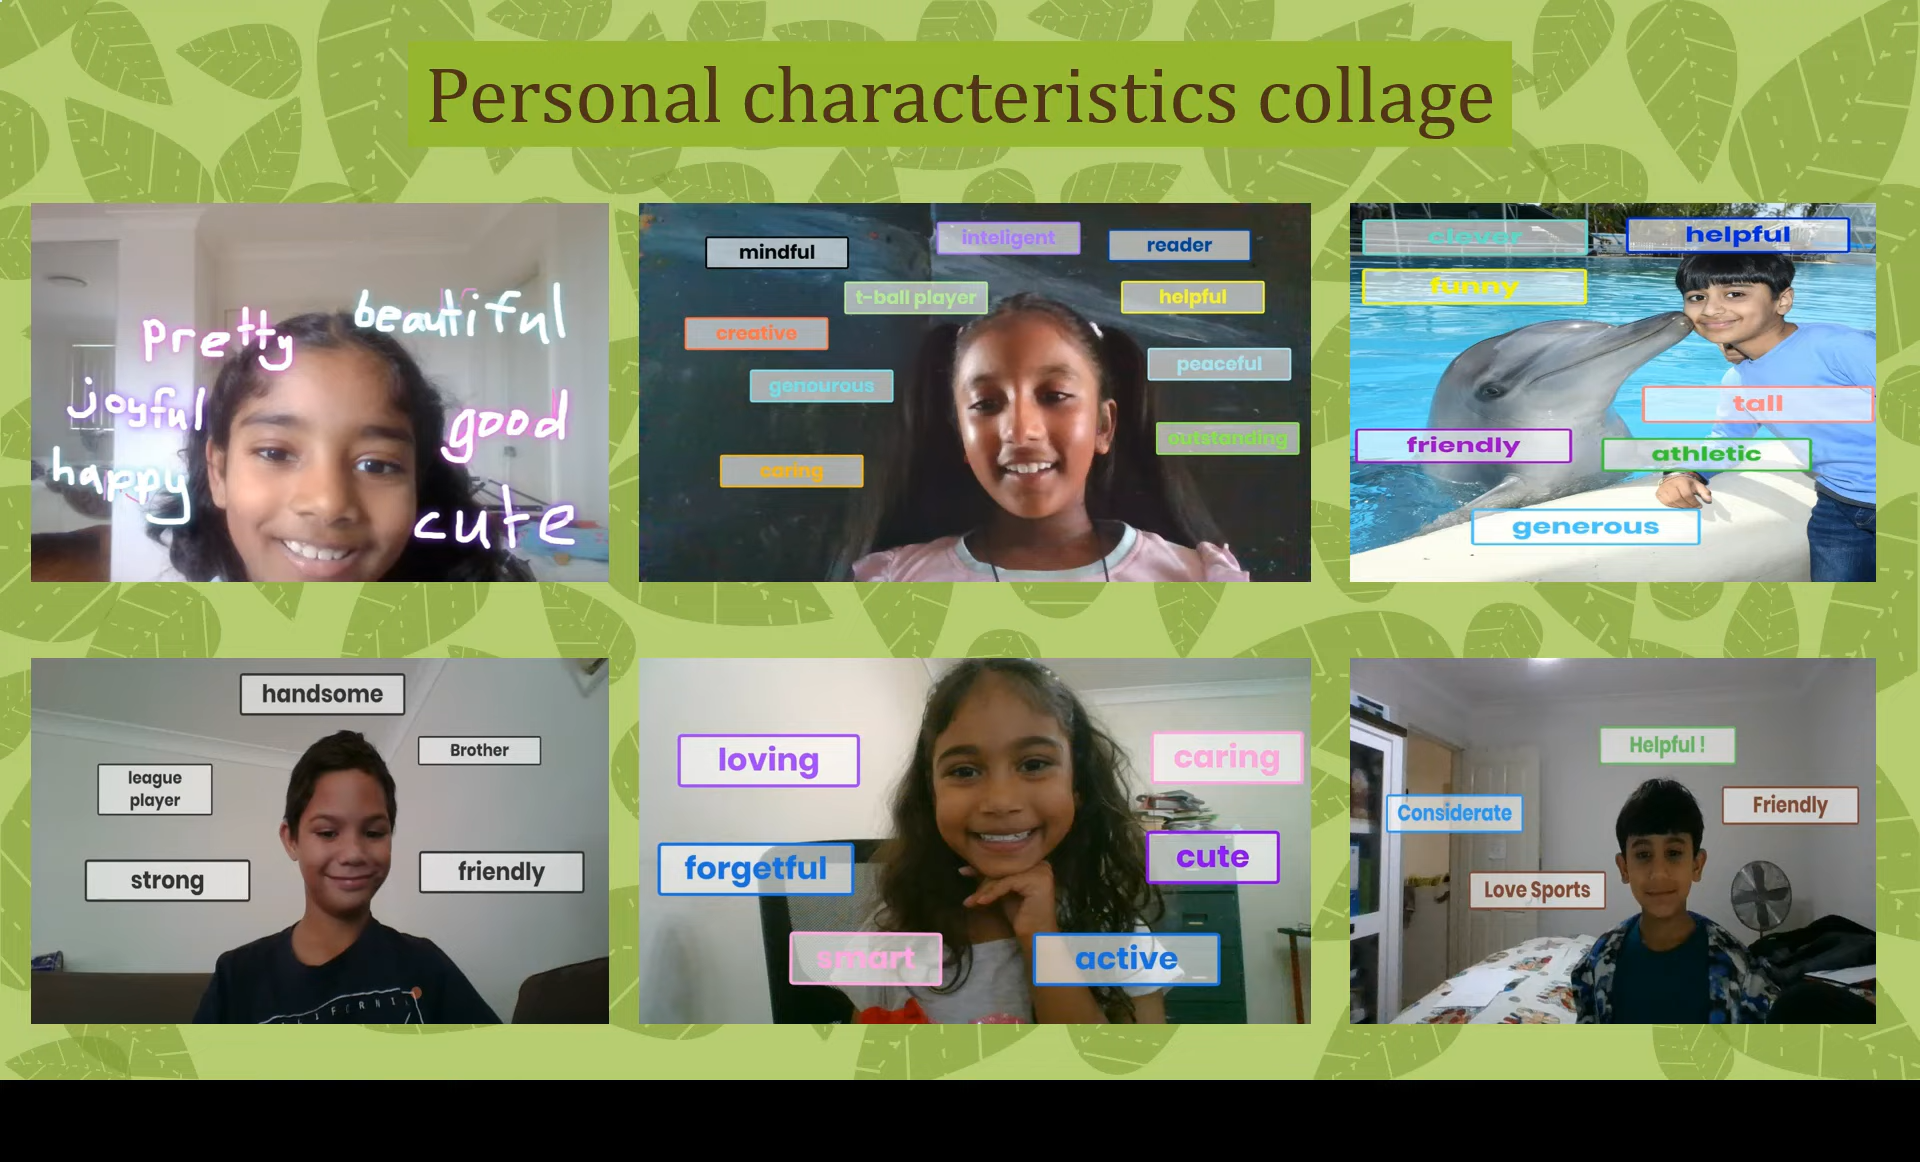 Personal characteristics collage
pretty
beautiful
joyful
good
happy
cute
mindful
inteligent
reader
t-ball player
helpful
creative
peaceful
genourous
outstanding
caring
clever
helpful
funny
tall
friendly
athletic
generous
handsome
Brother
league
player
strong
friendly
loving
caring
forgetful
cute
smart
active
Helpful !
Considerate
Friendly
Love Sports